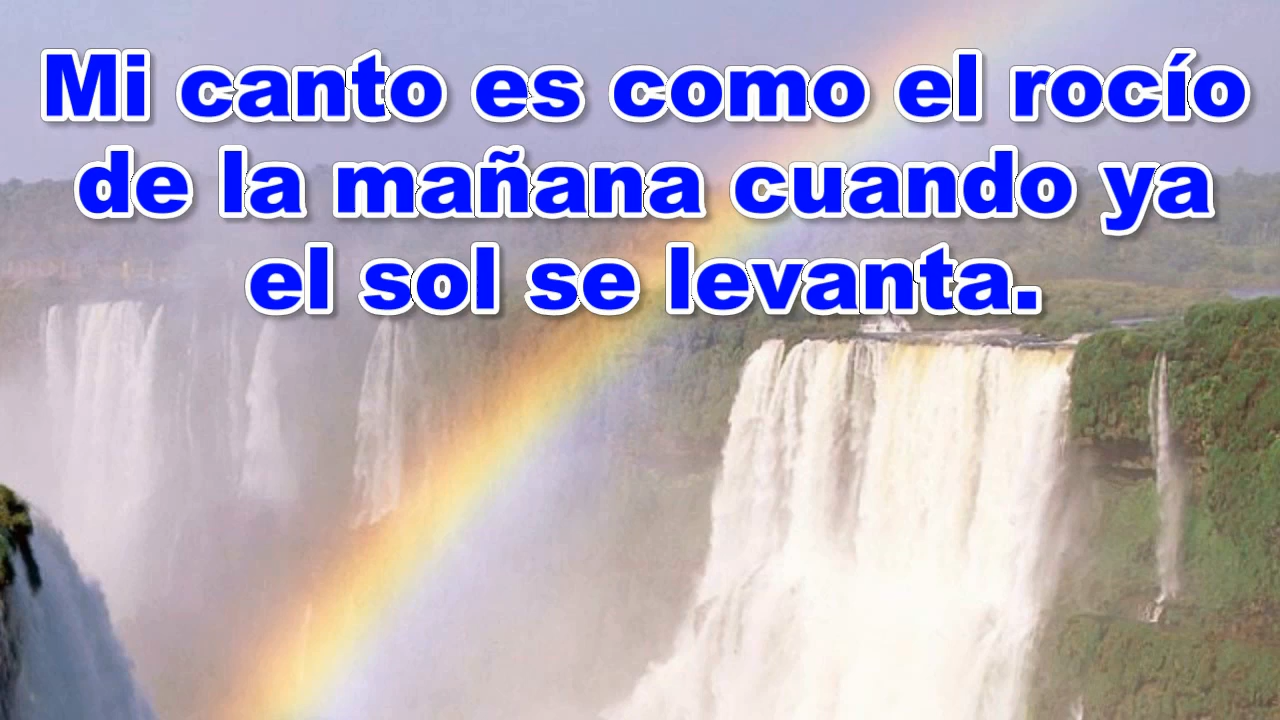 Mi canto es como el rocío
de la mañana cuando ya
el sol se levanta.